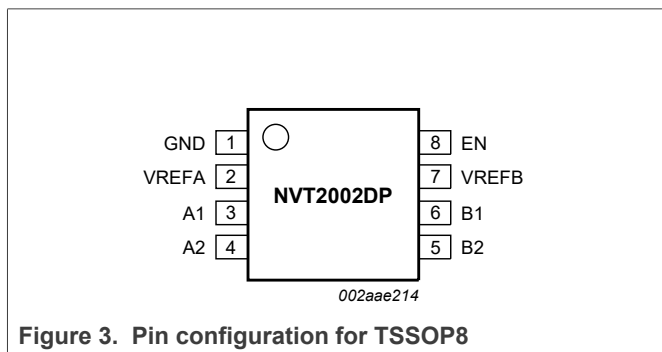 GND 1 8 EN
VREFA 2 7 VREFB
NVT2002DP
A1 3 6 B1
A2 4 5 B2
002aae214
Figure 3. Pin configuration for TSSOP8